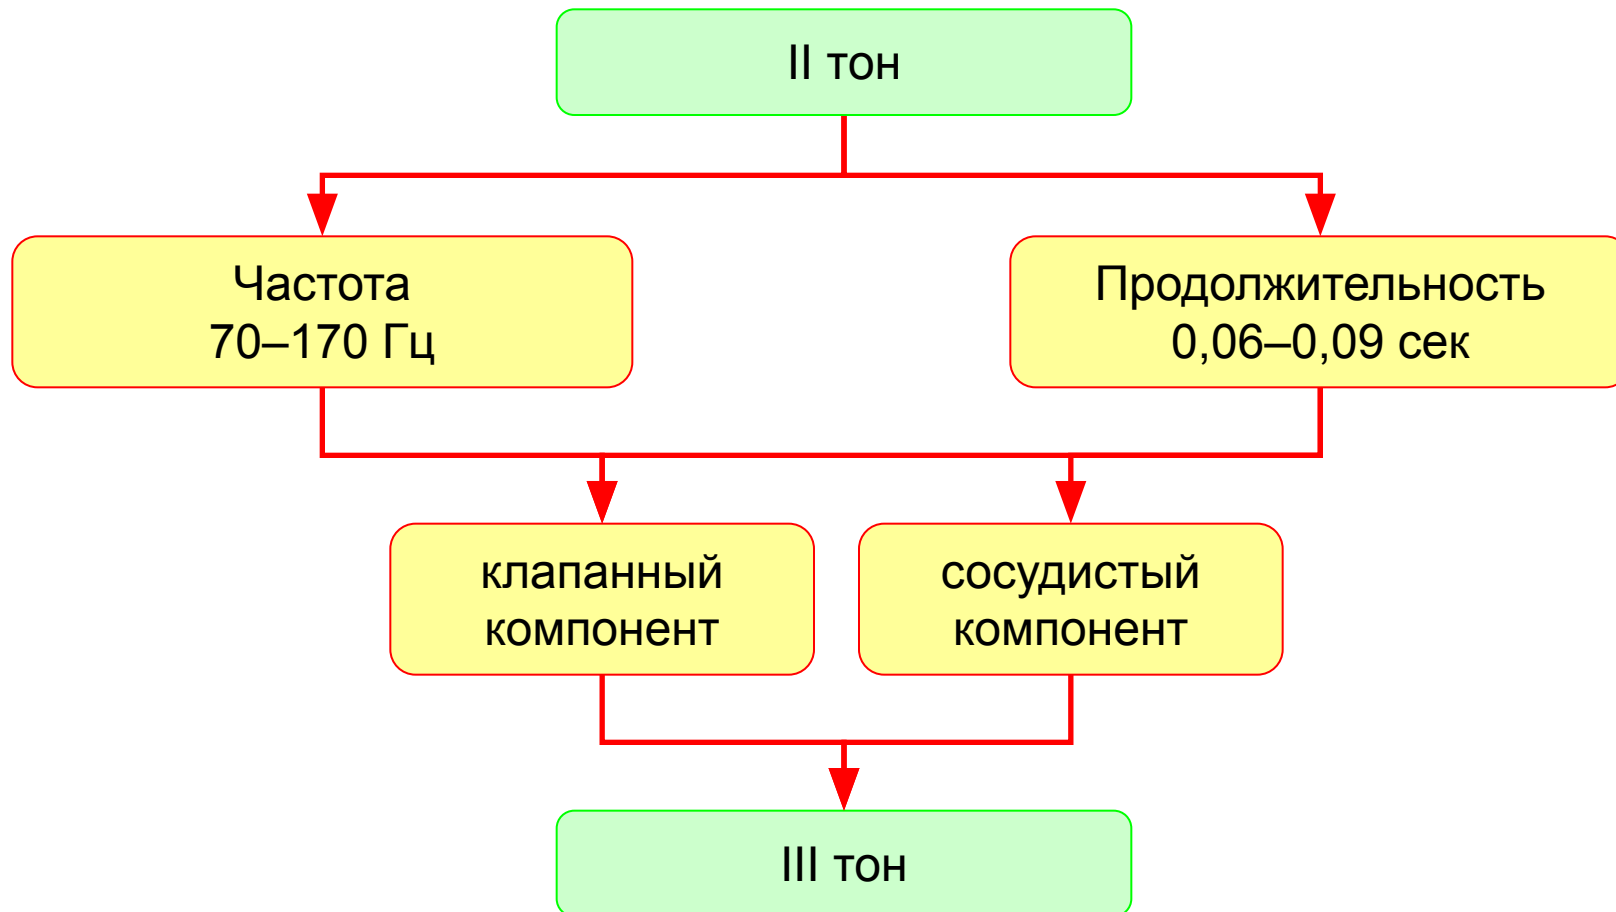 II тон
Частота
70–170 Гц
Продолжительность
0,06–0,09 сек
клапанный
компонент
сосудистый
компонент
III тон